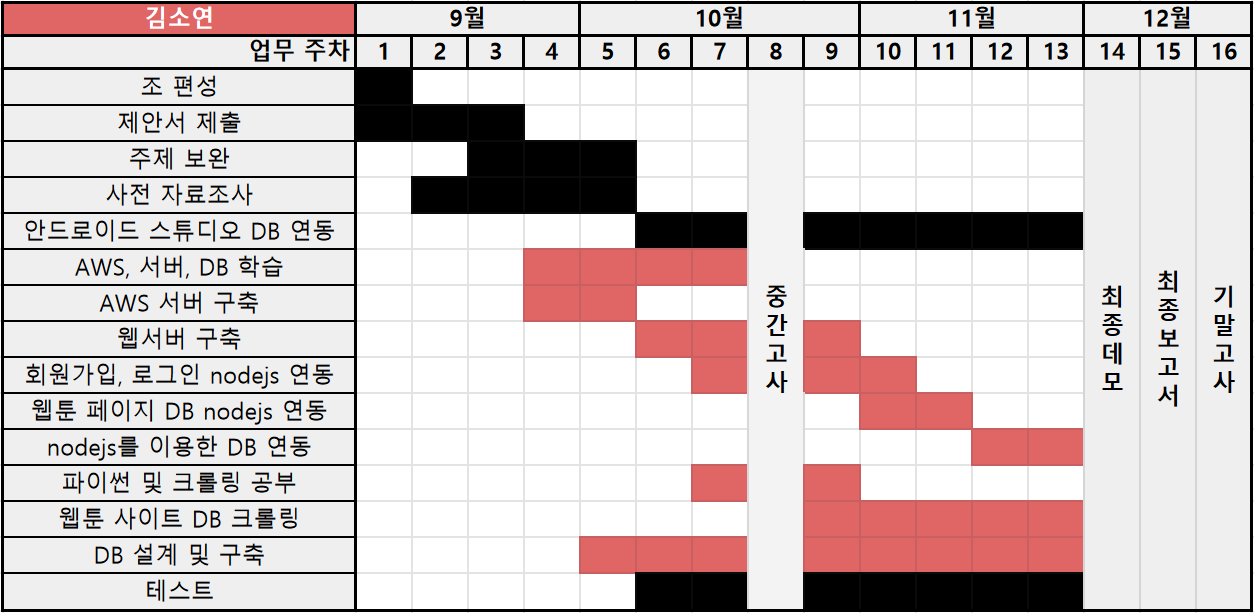 김소연 9월 10월 11월 12월
업무 주차 1 2 3 4 5 6 7 8 9 10 11 12 13 14 15 16
조 편성
제안서 제출
주제 보완
사전 자료조사
안드로이드 스튜디오 DB 연동
AWS, 서버, DB 학습
AWS 서버 구축
웹서버 구축
회원가입, 로그인 nodejs 연동
웹툰 페이지 DB nodejs 연동
nodejs를 이용한 DB 연동
파이썬 및 크롤링 공부
웹툰 사이트 DB 크롤링
DB 설계 및 구축
테스트
중간고사
최종데모
최종보고서
기말고사